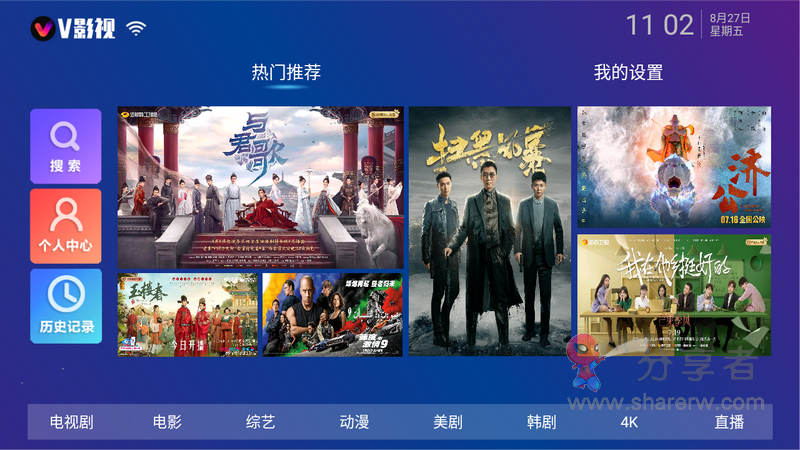 V影视
11 02
8月27日
星期五
热门推荐
我的设置
搜索
个人中心
历史记录
与君歌
扫黑风暴
济公
07.16 全国公映
玉楼春
今日开播
速度与激情9
我在他乡挺好的
7.19
分享者
www.sharerw.com
电视剧
电影
综艺
动漫
美剧
韩剧
4K
直播